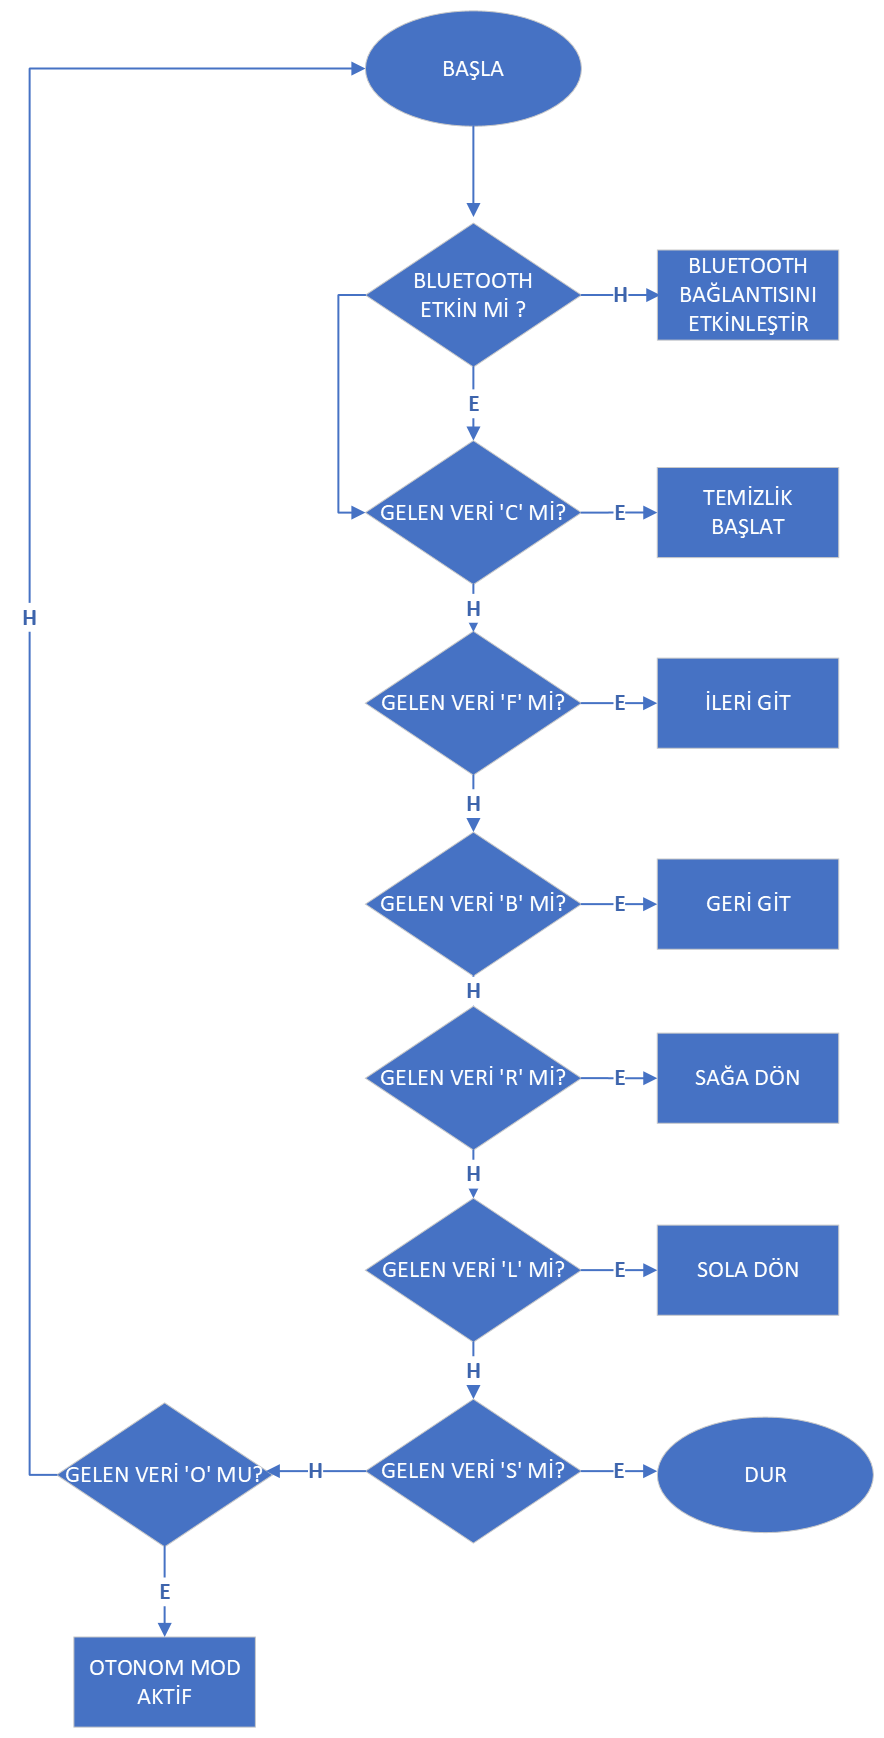 BAŞLA
BLUETOOTH
ETKİN Mİ ?
H
BLUETOOTH
BAĞLANTISINI
ETKİNLEŞTİR
E
GELEN VERİ 'C' Mİ?
E
TEMİZLİK
BAŞLAT
H
H
GELEN VERİ 'F' Mİ?
E
İLERİ GİT
H
GELEN VERİ 'B' Mİ?
E
GERİ GİT
H
GELEN VERİ 'R' Mİ?
E
SAĞA DÖN
H
GELEN VERİ 'L' Mİ?
E
SOLA DÖN
H
GELEN VERİ 'O' MU?
H
GELEN VERİ 'S' Mİ?
E
DUR
E
OTONOM MOD
AKTİF